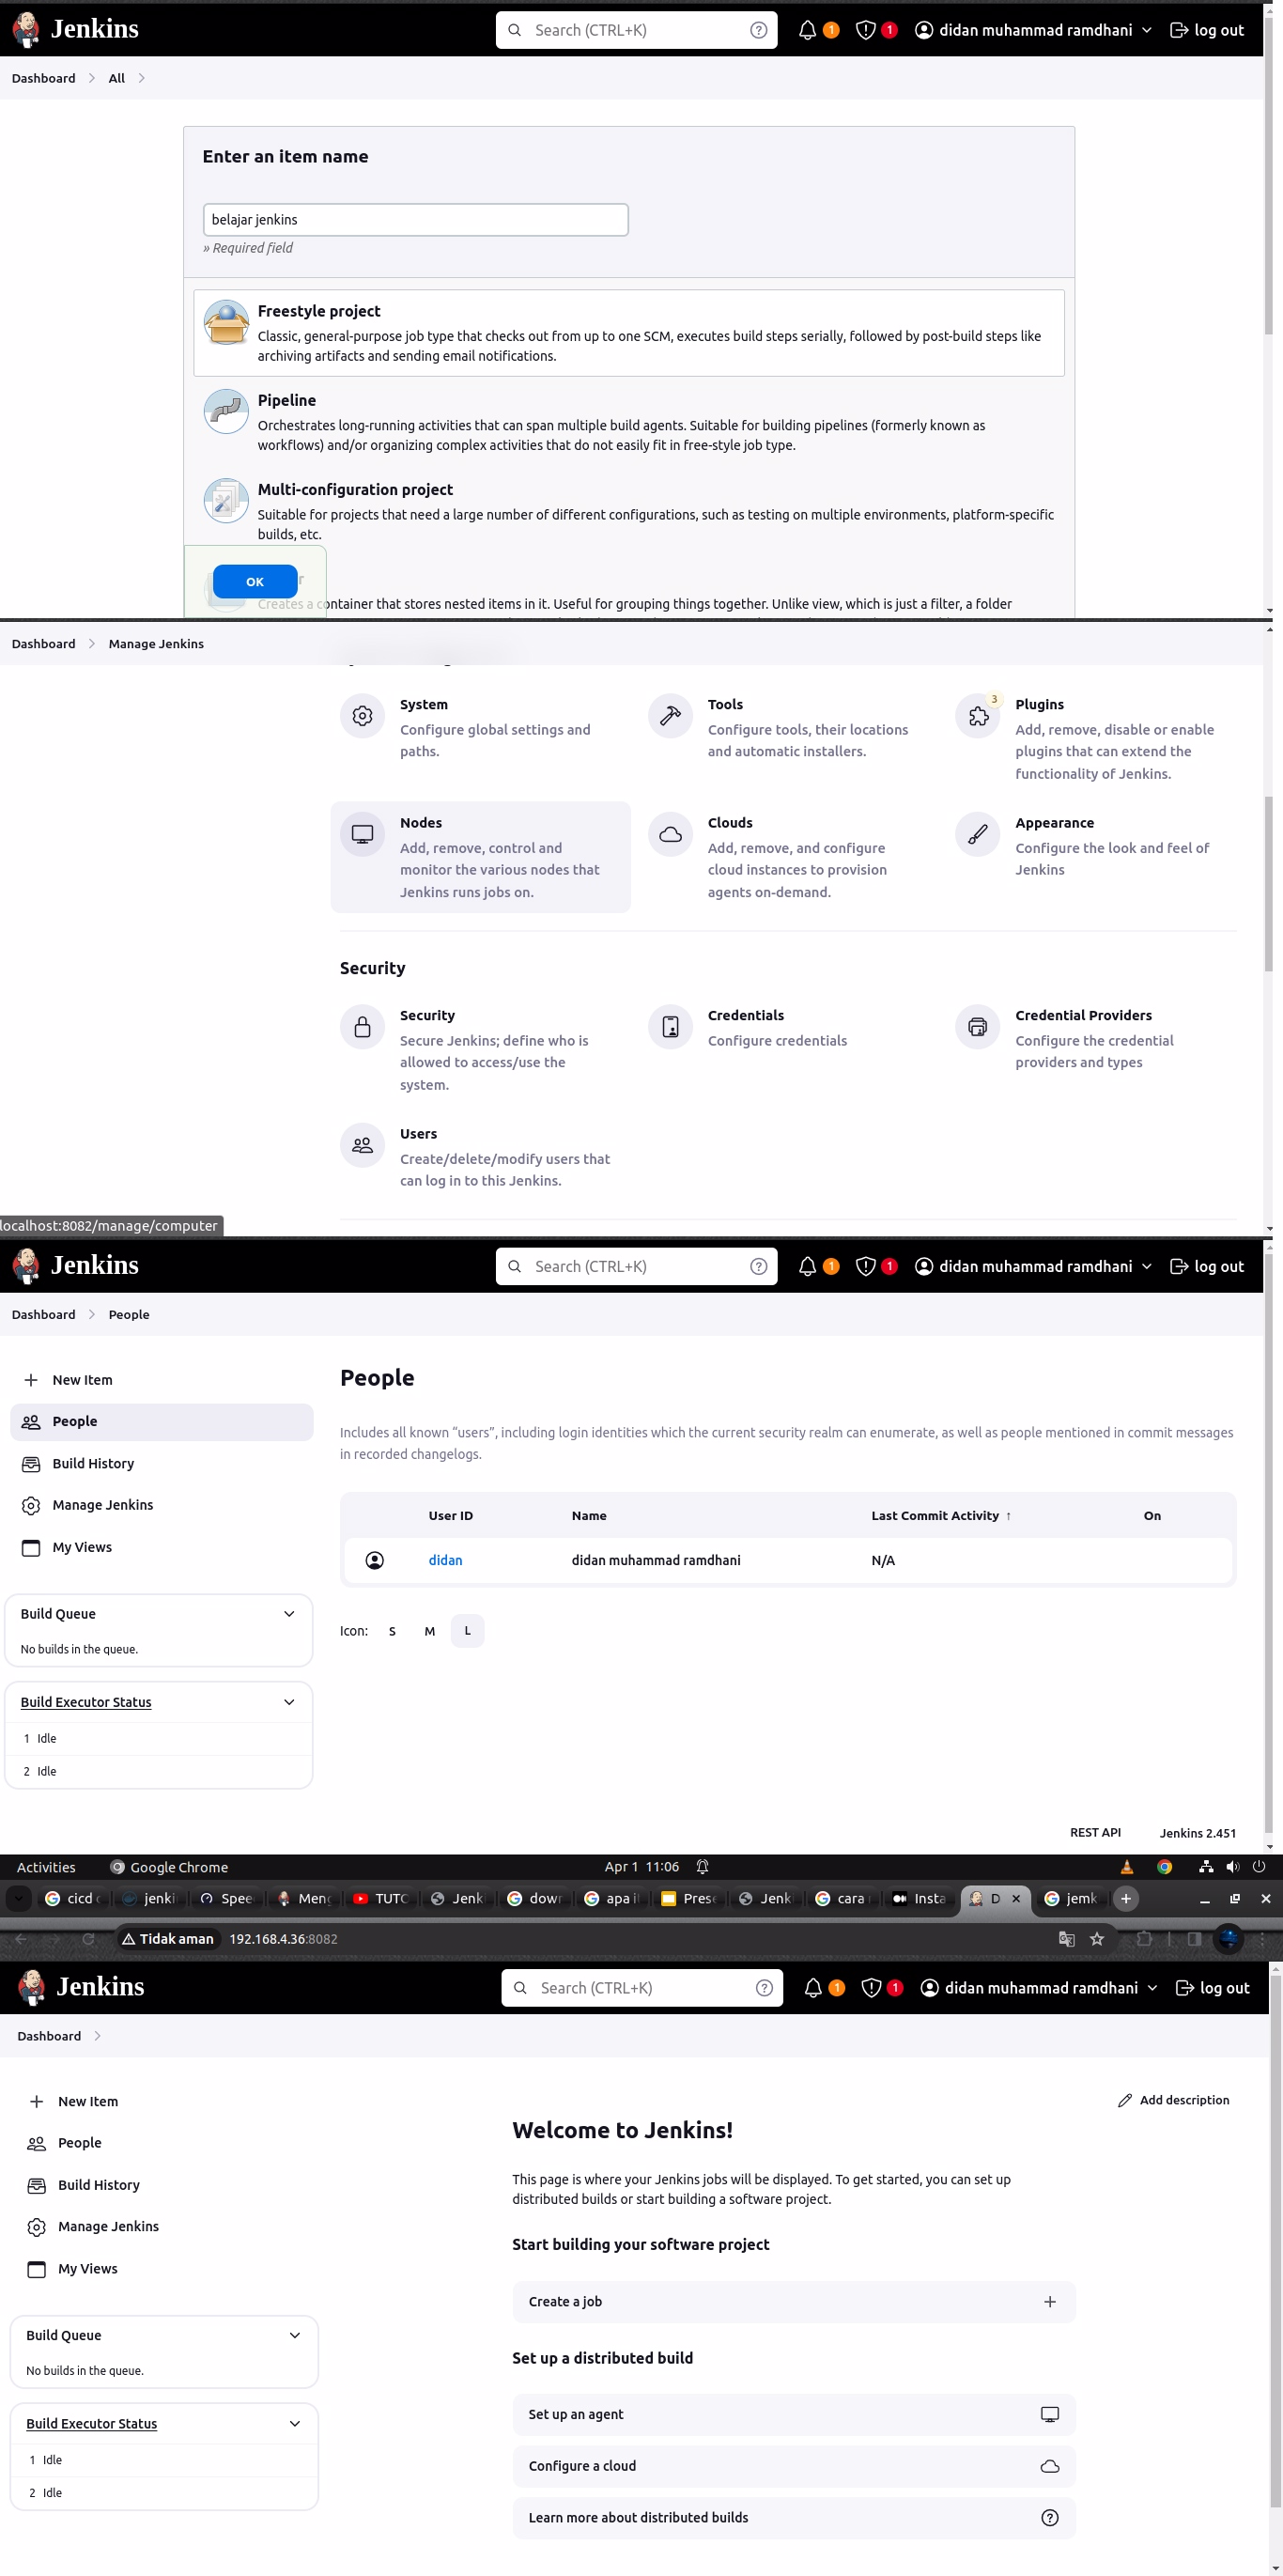 Jenkins
Search (CTRL+K)
1
1
didan muhammad ramdhani
log out
Dashboard
All
Enter an item name
belajar jenkins
» Required field
Freestyle project
Classic, general-purpose job type that checks out from up to one SCM, executes build steps serially, followed by post-build steps like
archiving artifacts and sending email notifications.
Pipeline
Orchestrates long-running activities that can span multiple build agents. Suitable for building pipelines (formerly known as
workflows) and/or organizing complex activities that do not easily fit in free-style job type.
Multi-configuration project
Suitable for projects that need a large number of different configurations, such as testing on multiple environments, platform-specific
builds, etc.
OK
Creates a container that stores nested items in it. Useful for grouping things together. Unlike view, which is just a filter, a folder
Dashboard
Manage Jenkins
System
Configure global settings and
paths.
Tools
Configure tools, their locations
and automatic installers.
3
Plugins
Add, remove, disable or enable
plugins that can extend the
functionality of Jenkins.
Nodes
Add, remove, control and
monitor the various nodes that
Jenkins runs jobs on.
Clouds
Add, remove, and configure
cloud instances to provision
agents on-demand.
Appearance
Configure the look and feel of
Jenkins
Security
Security
Secure Jenkins; define who is
allowed to access/use the
system.
Credentials
Configure credentials
Credential Providers
Configure the credential
providers and types
Users
Create/delete/modify users that
can log in to this Jenkins.
localhost:8082/manage/computer
Jenkins
Search (CTRL+K)
1
1
didan muhammad ramdhani
log out
Dashboard
People
New Item
People
Build History
Manage Jenkins
My Views
Build Queue
No builds in the queue.
Build Executor Status
1 Idle
2 Idle
People
Includes all known “users”, including login identities which the current security realm can enumerate, as well as people mentioned in commit messages
in recorded changelogs.
User ID
Name
Last Commit Activity ↑
On
didan
didan muhammad ramdhani
N/A
Icon: S M L
REST API
Jenkins 2.451
Activities
Google Chrome
Apr 1 11:06
cicd
jenki
Spee
Meng
TUTO
Jenk
dow
apa i
Prese
Jenk
cara
Insta
D
jemk
Tidak aman
192.168.4.36:8082
Jenkins
Search (CTRL+K)
1
1
didan muhammad ramdhani
log out
Dashboard
New Item
People
Build History
Manage Jenkins
My Views
Build Queue
No builds in the queue.
Build Executor Status
1 Idle
2 Idle
Add description
Welcome to Jenkins!
This page is where your Jenkins jobs will be displayed. To get started, you can set up
distributed builds or start building a software project.
Start building your software project
Create a job
Set up a distributed build
Set up an agent
Configure a cloud
Learn more about distributed builds